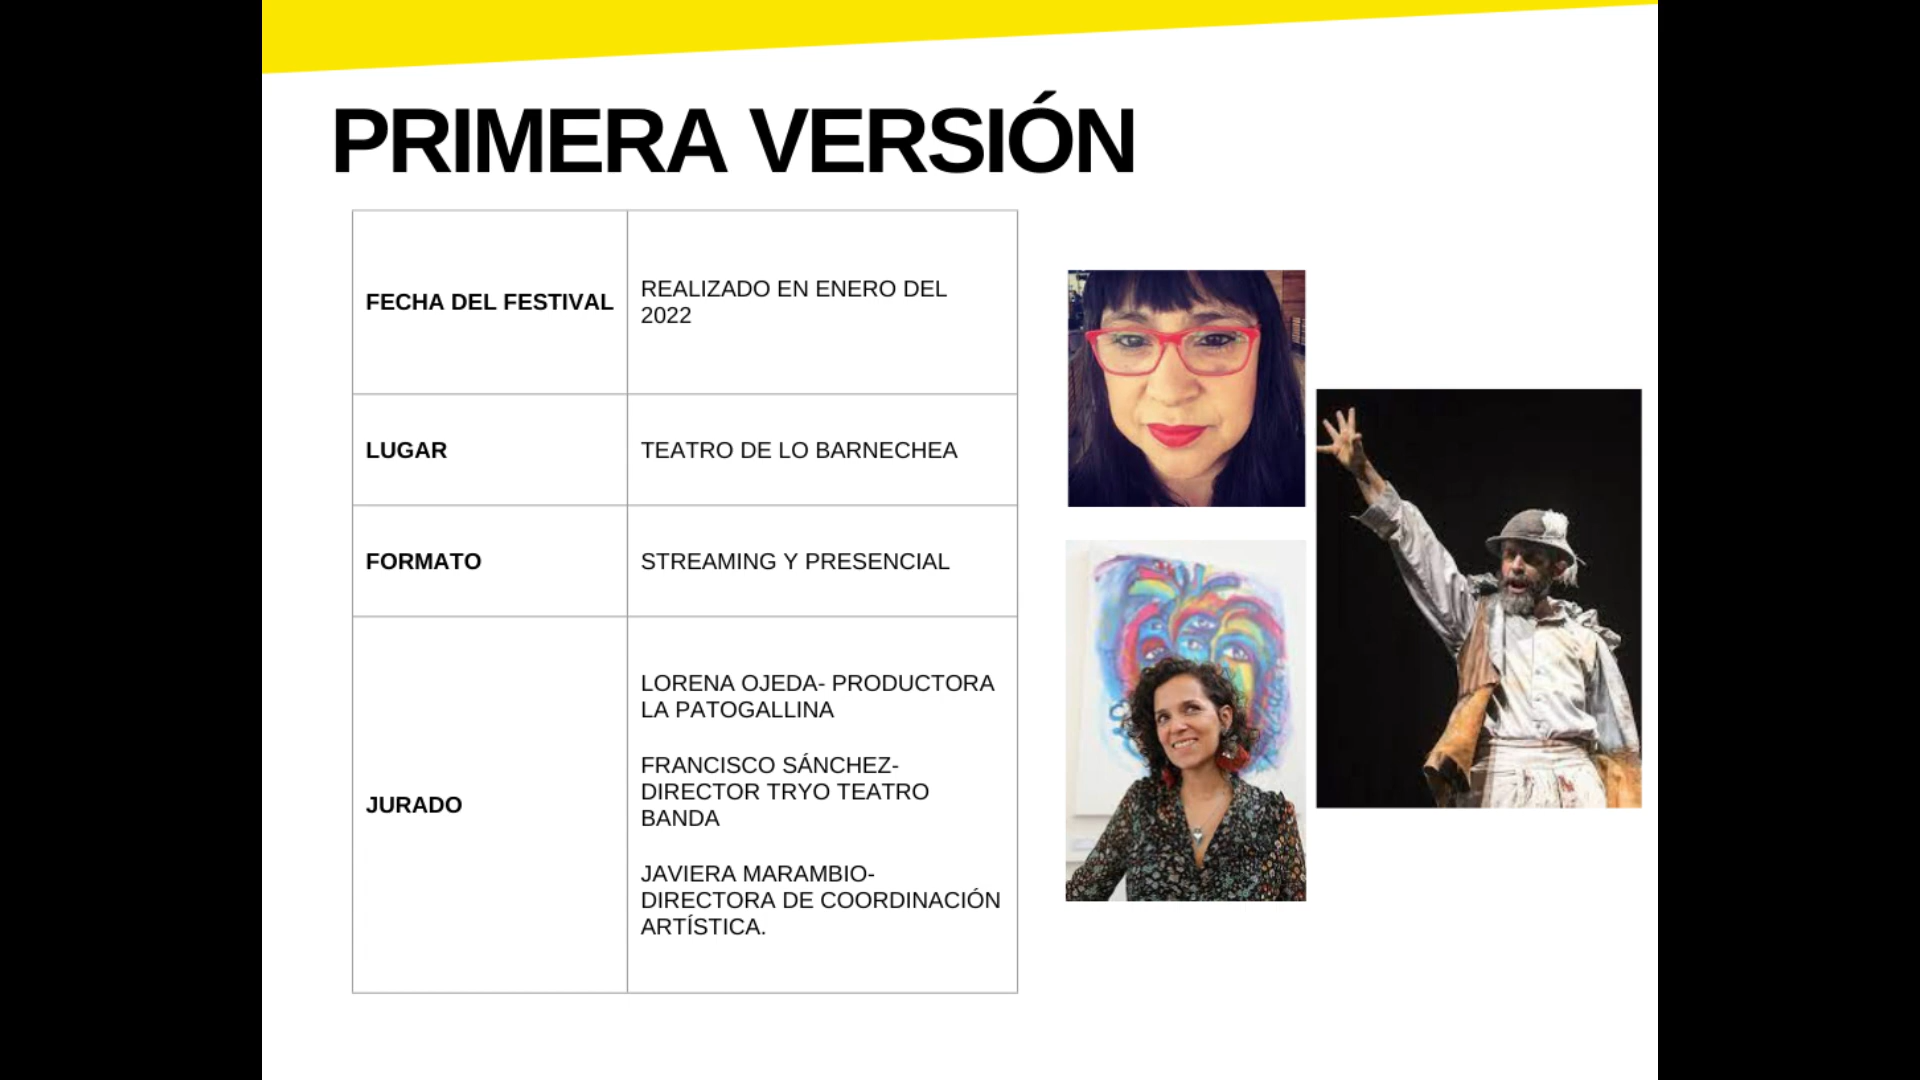 PRIMERA VERSIÓN
FECHA DEL FESTIVAL
REALIZADO EN ENERO DEL
2022
LUGAR
TEATRO DE LO BARNECHEA
FORMATO
STREAMING Y PRESENCIAL
JURADO
LORENA OJEDA- PRODUCTORA
LA PATOGALLINA
FRANCISCO SÁNCHEZ-
DIRECTOR TRYO TEATRO
BANDA
JAVIERA MARAMBIO-
DIRECTORA DE COORDINACIÓN
ARTÍSTICA.